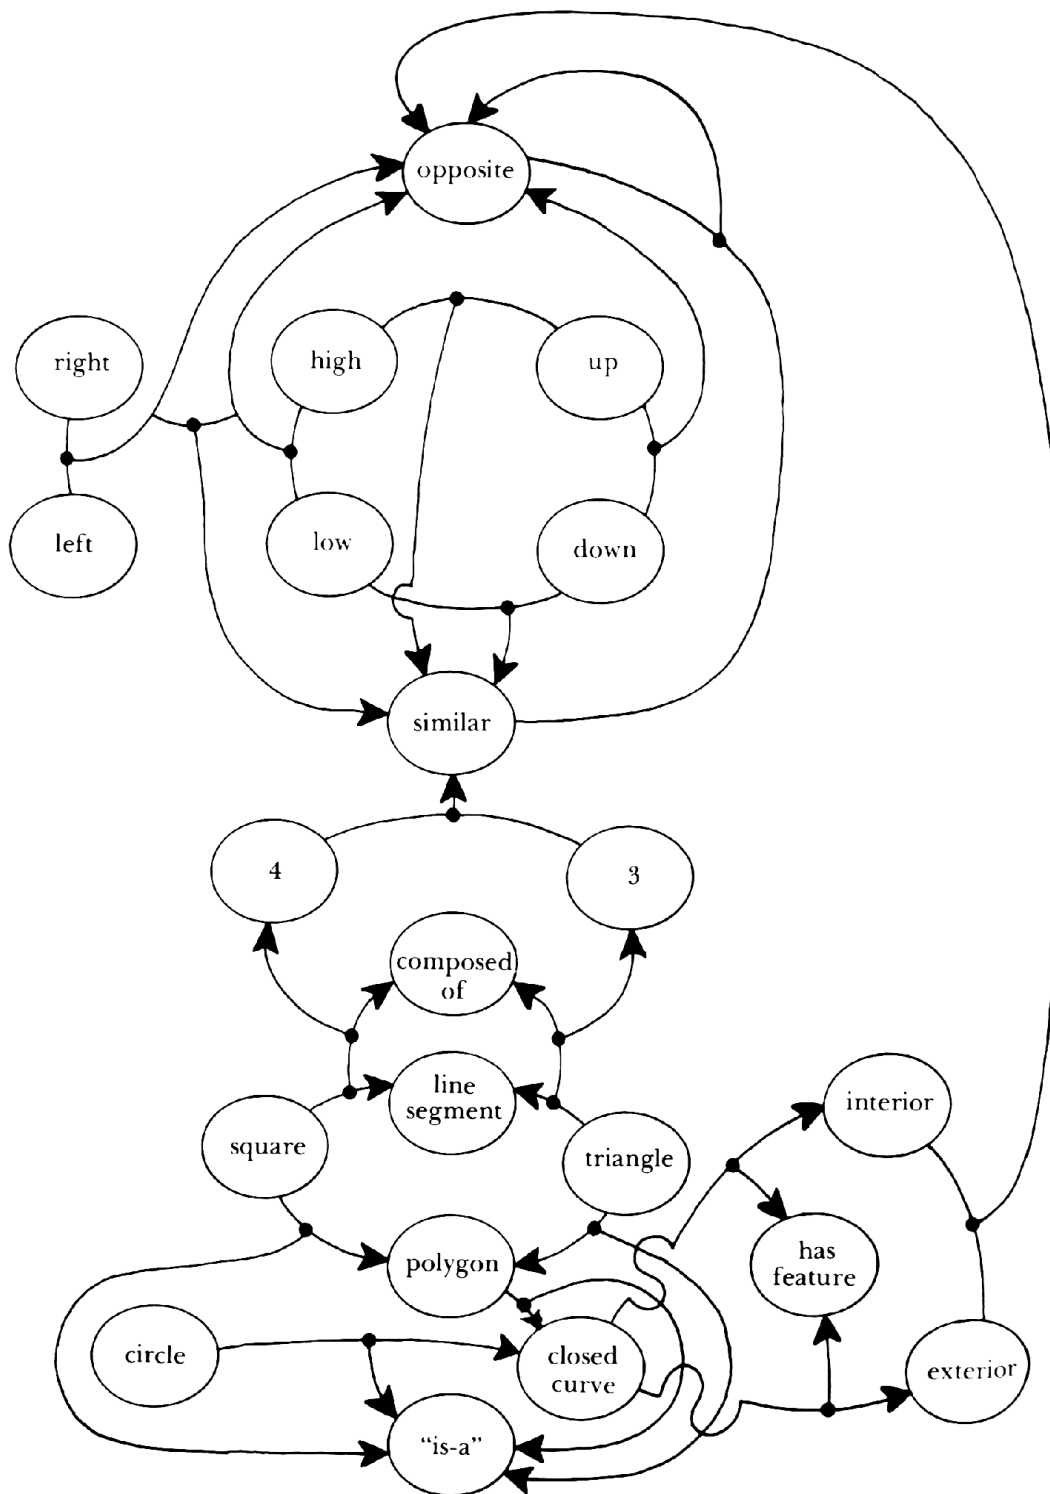 opposite
right
high
up
left
low
down
similar
4
3
composed
of
line
segment
interior
square
triangle
has
feature
polygon
circle
closed
curve
exterior
“is-a”